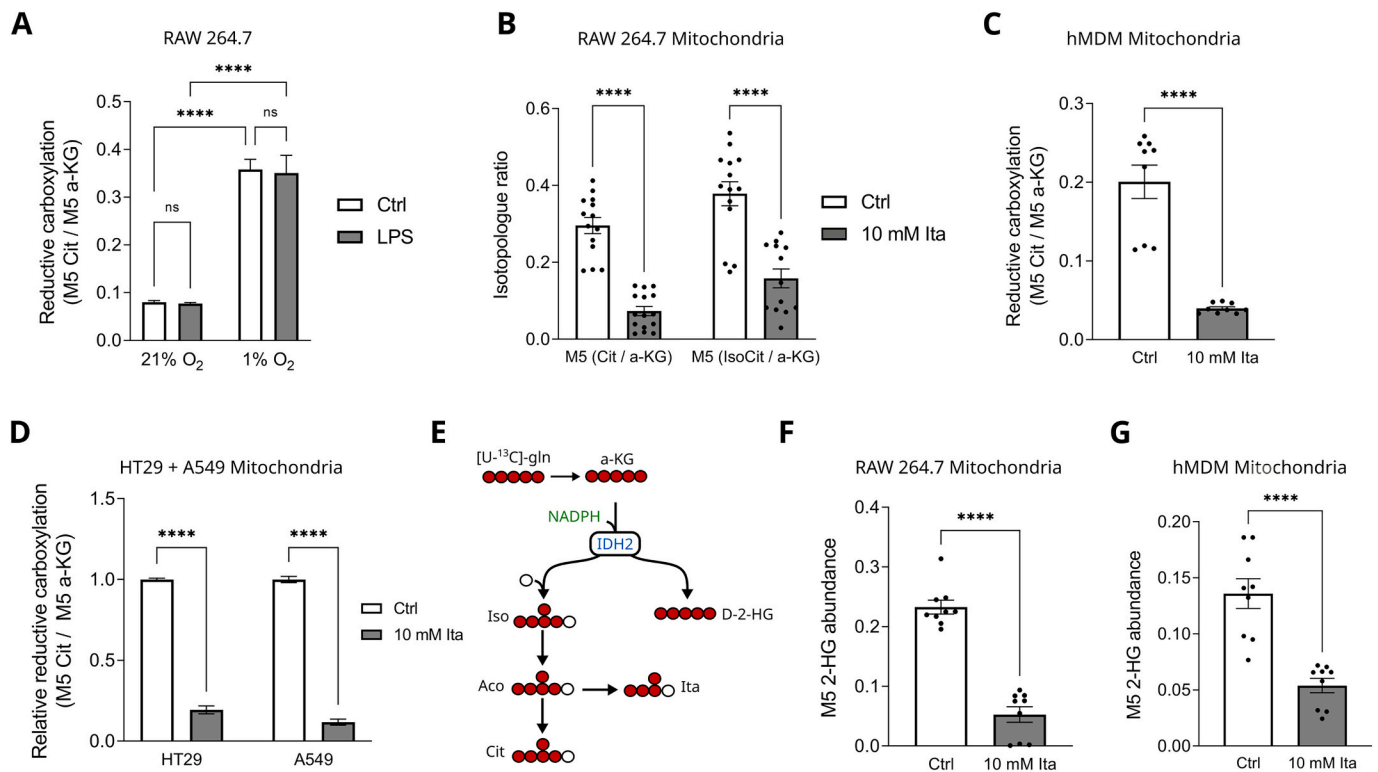 A
RAW 264.7
****
****
ns
ns
Reductive carboxylation
(M5 Cit / M5 a-KG)
0.5
0.4
0.3
0.2
0.1
0.0
21% O2
1% O2
Ctrl
LPS
B
RAW 264.7 Mitochondria
****
****
Isotopologue ratio
0.6
0.4
0.2
0.0
M5 (Cit / a-KG)
M5 (IsoCit / a-KG)
Ctrl
10 mM Ita
C
hMDM Mitochondria
****
Reductive carboxylation
(M5 Cit / M5 a-KG)
0.3
0.2
0.1
0.0
Ctrl
10 mM Ita
D
HT29 + A549 Mitochondria
****
****
Relative reductive carboxylation
(M5 Cit / M5 a-KG)
1.5
1.0
0.5
0.0
HT29
A549
Ctrl
10 mM Ita
E
[U-13C]-gln
a-KG
NADPH
IDH2
Iso
D-2-HG
Aco
Ita
Cit
F
RAW 264.7 Mitochondria
****
M5 2-HG abundance
0.4
0.3
0.2
0.1
0.0
Ctrl
10 mM Ita
G
hMDM Mitochondria
****
M5 2-HG abundance
0.20
0.15
0.10
0.05
0.00
Ctrl
10 mM Ita